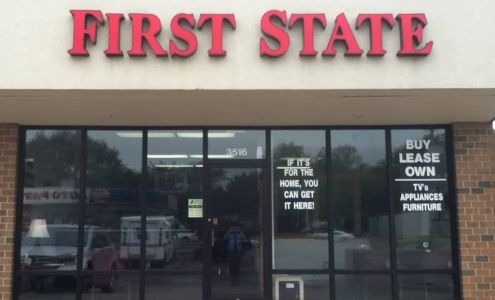 FIRST STATE
3516
IF IT'S
FOR THE
HOME, YOU
CAN GET
IT HERE!
BUY
LEASE
OWN
TV's
APPLIANCES
FURNITURE